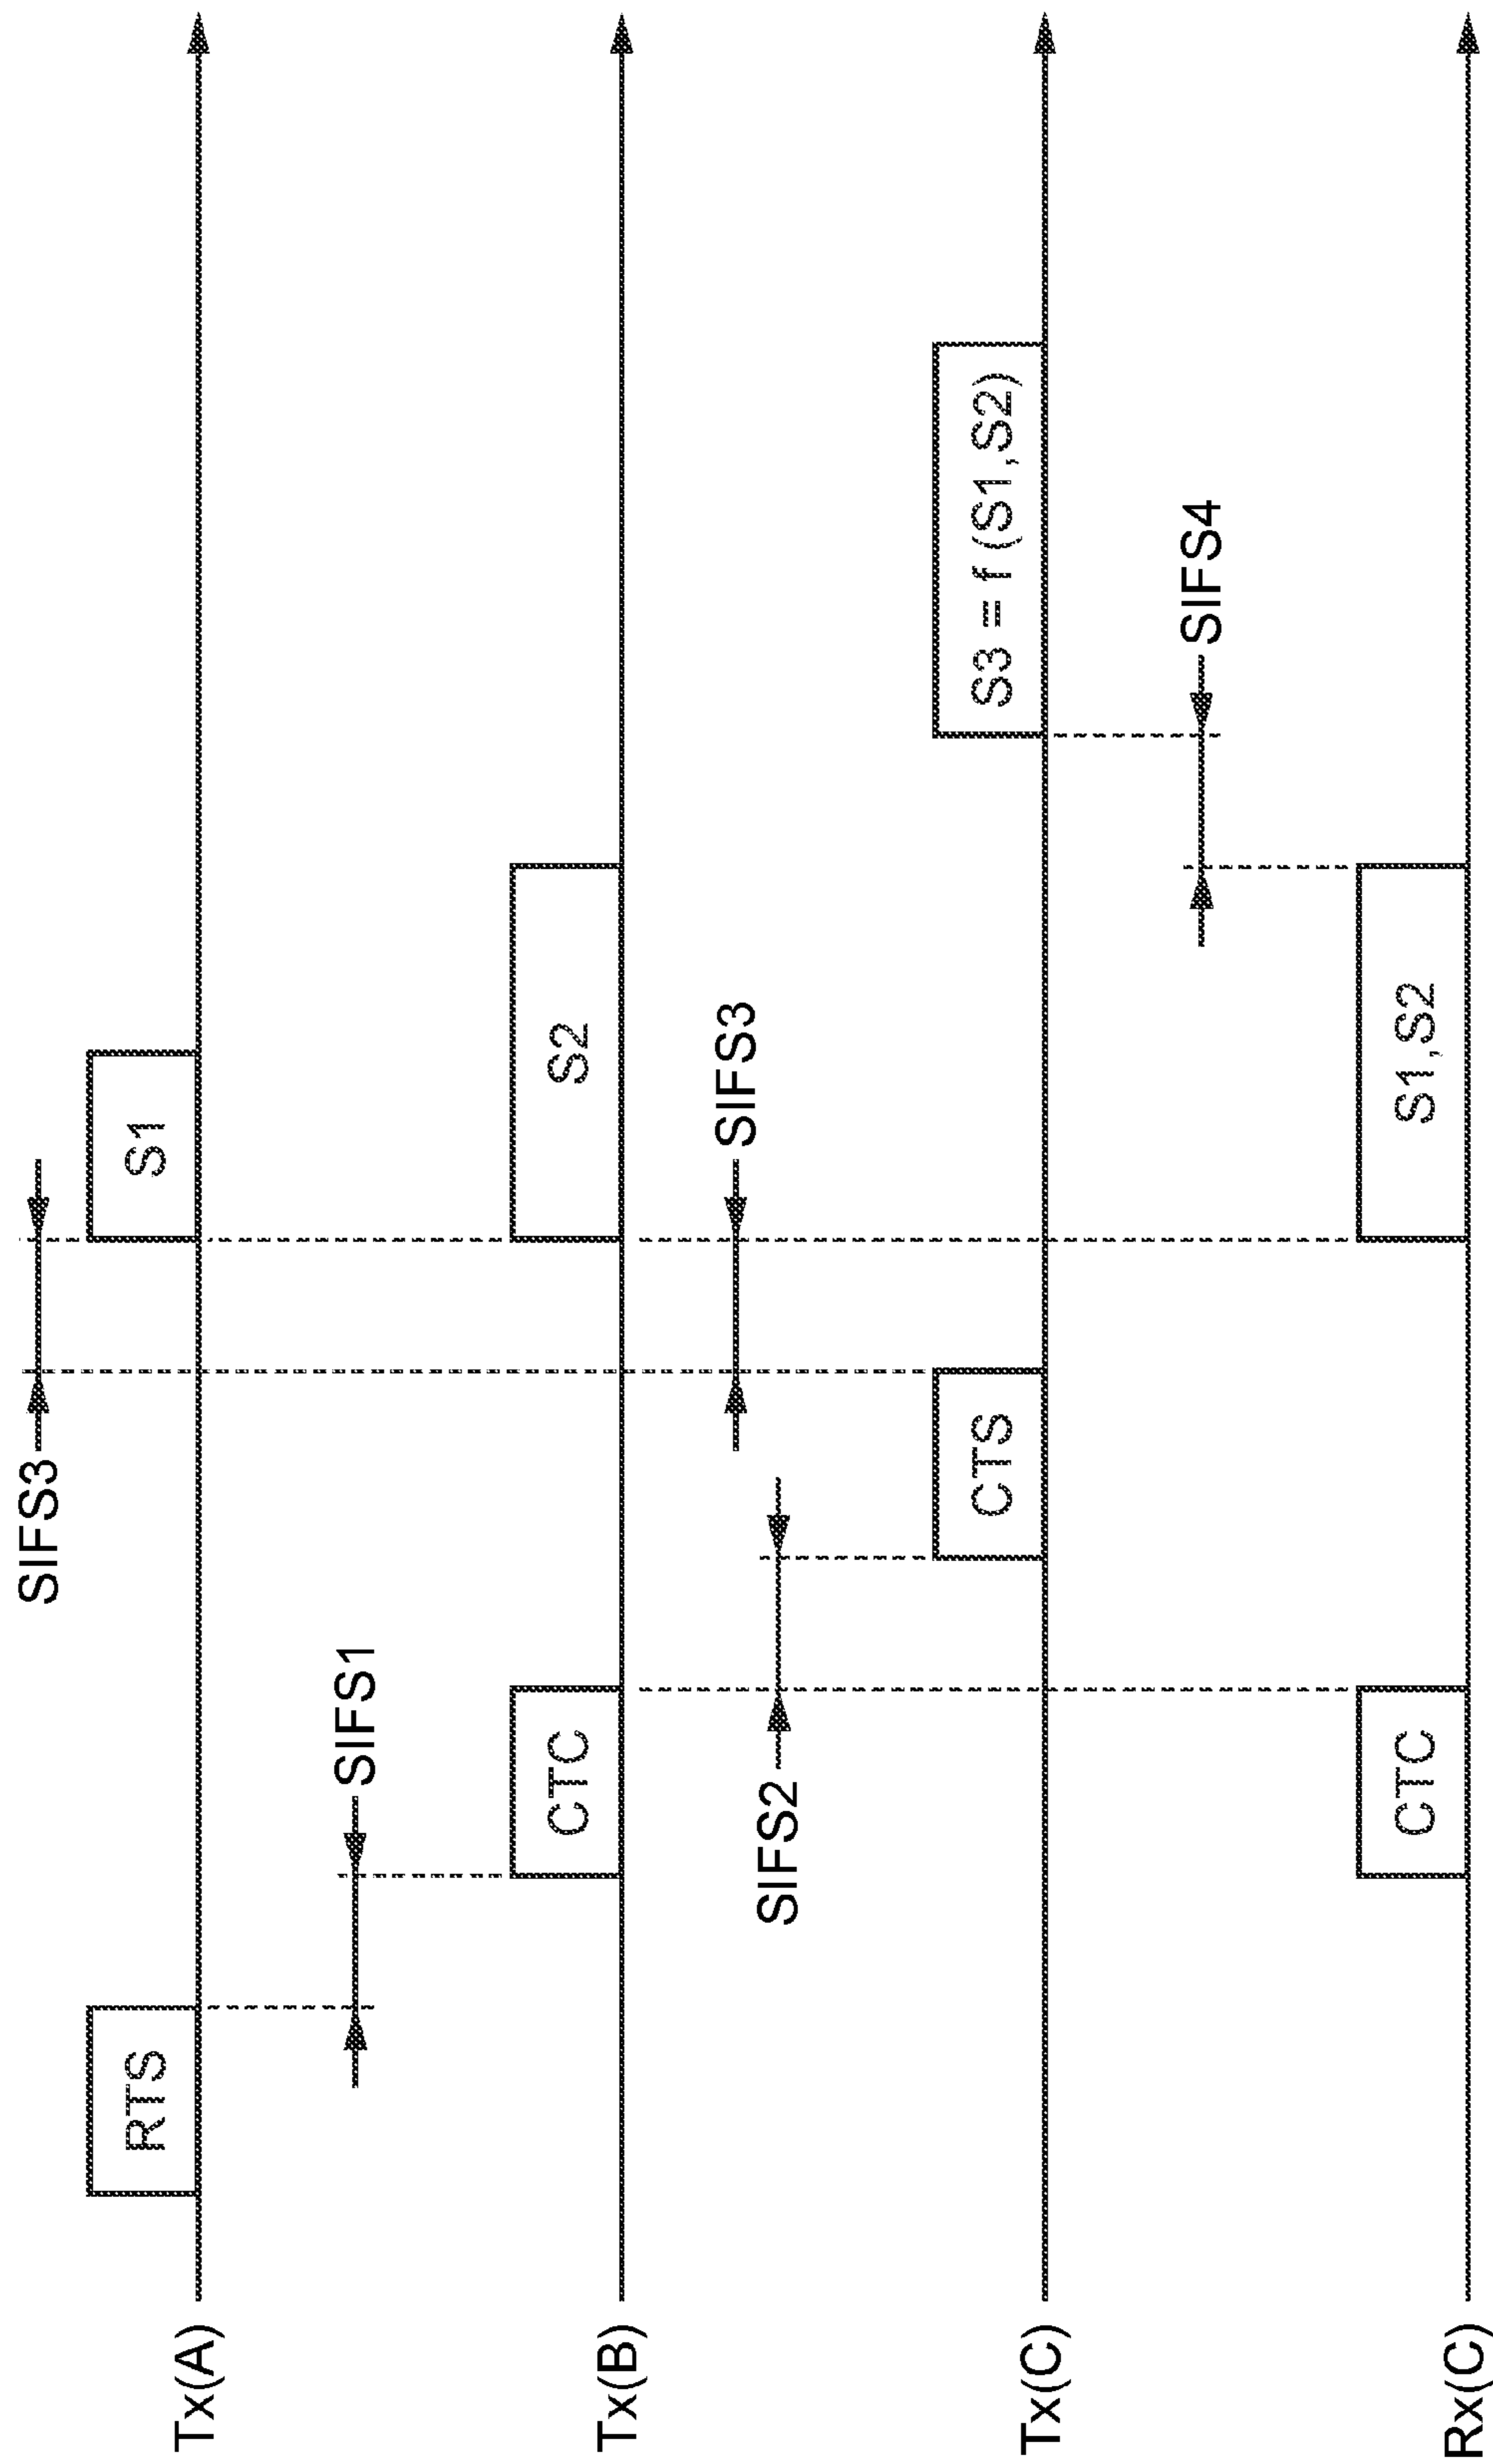 SIFS3
Tx(A)
RTS
S1
SIFS1
Tx(B)
CTC
S2
SIFS2
SIFS3
Tx(C)
CTS
S3 = f (S1,S2)
SIFS4
Rx(C)
CTC
S1,S2